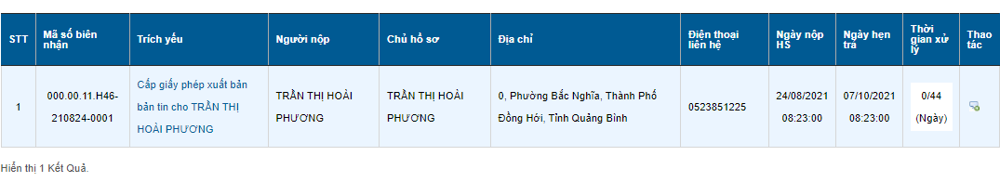 STT
Mã số biên
nhận
Trích yếu
Người nộp
Chủ hồ sơ
Địa chỉ
Điện thoại
liên hệ
Ngày nộp
HS
Ngày hẹn
trả
Thời
gian xử
lý
Thao
tác
1
000.00.11.H46-
210824-0001
Cấp giấy phép xuất bản
bản tin cho TRẦN THỊ
HOÀI PHƯƠNG
TRẦN THỊ HOÀI
PHƯƠNG
TRẦN THỊ HOÀI
PHƯƠNG
0, Phường Bắc Nghĩa, Thành Phố
Đồng Hới, Tỉnh Quảng Bình
0523851225
24/08/2021
08:23:00
07/10/2021
08:23:00
0/44
(Ngày)
Hiển thị 1 Kết Quả.